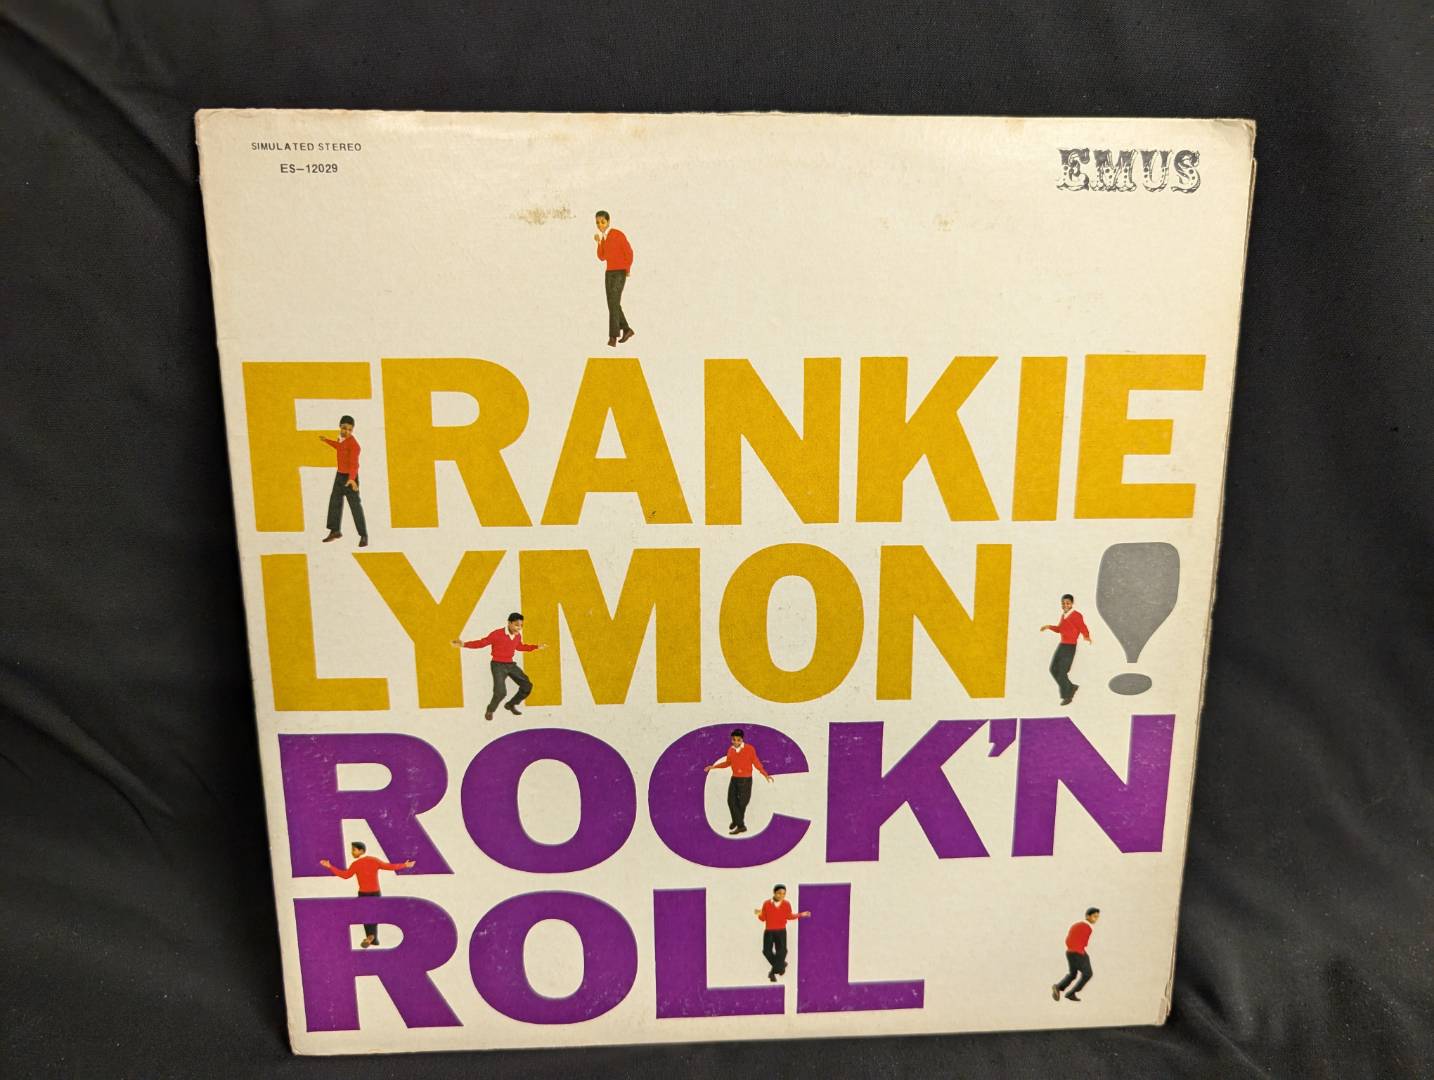 SIMULATED STEREO
ES-12029
EMUS
FRANKIE
LYMON!
ROCK'N
ROLL